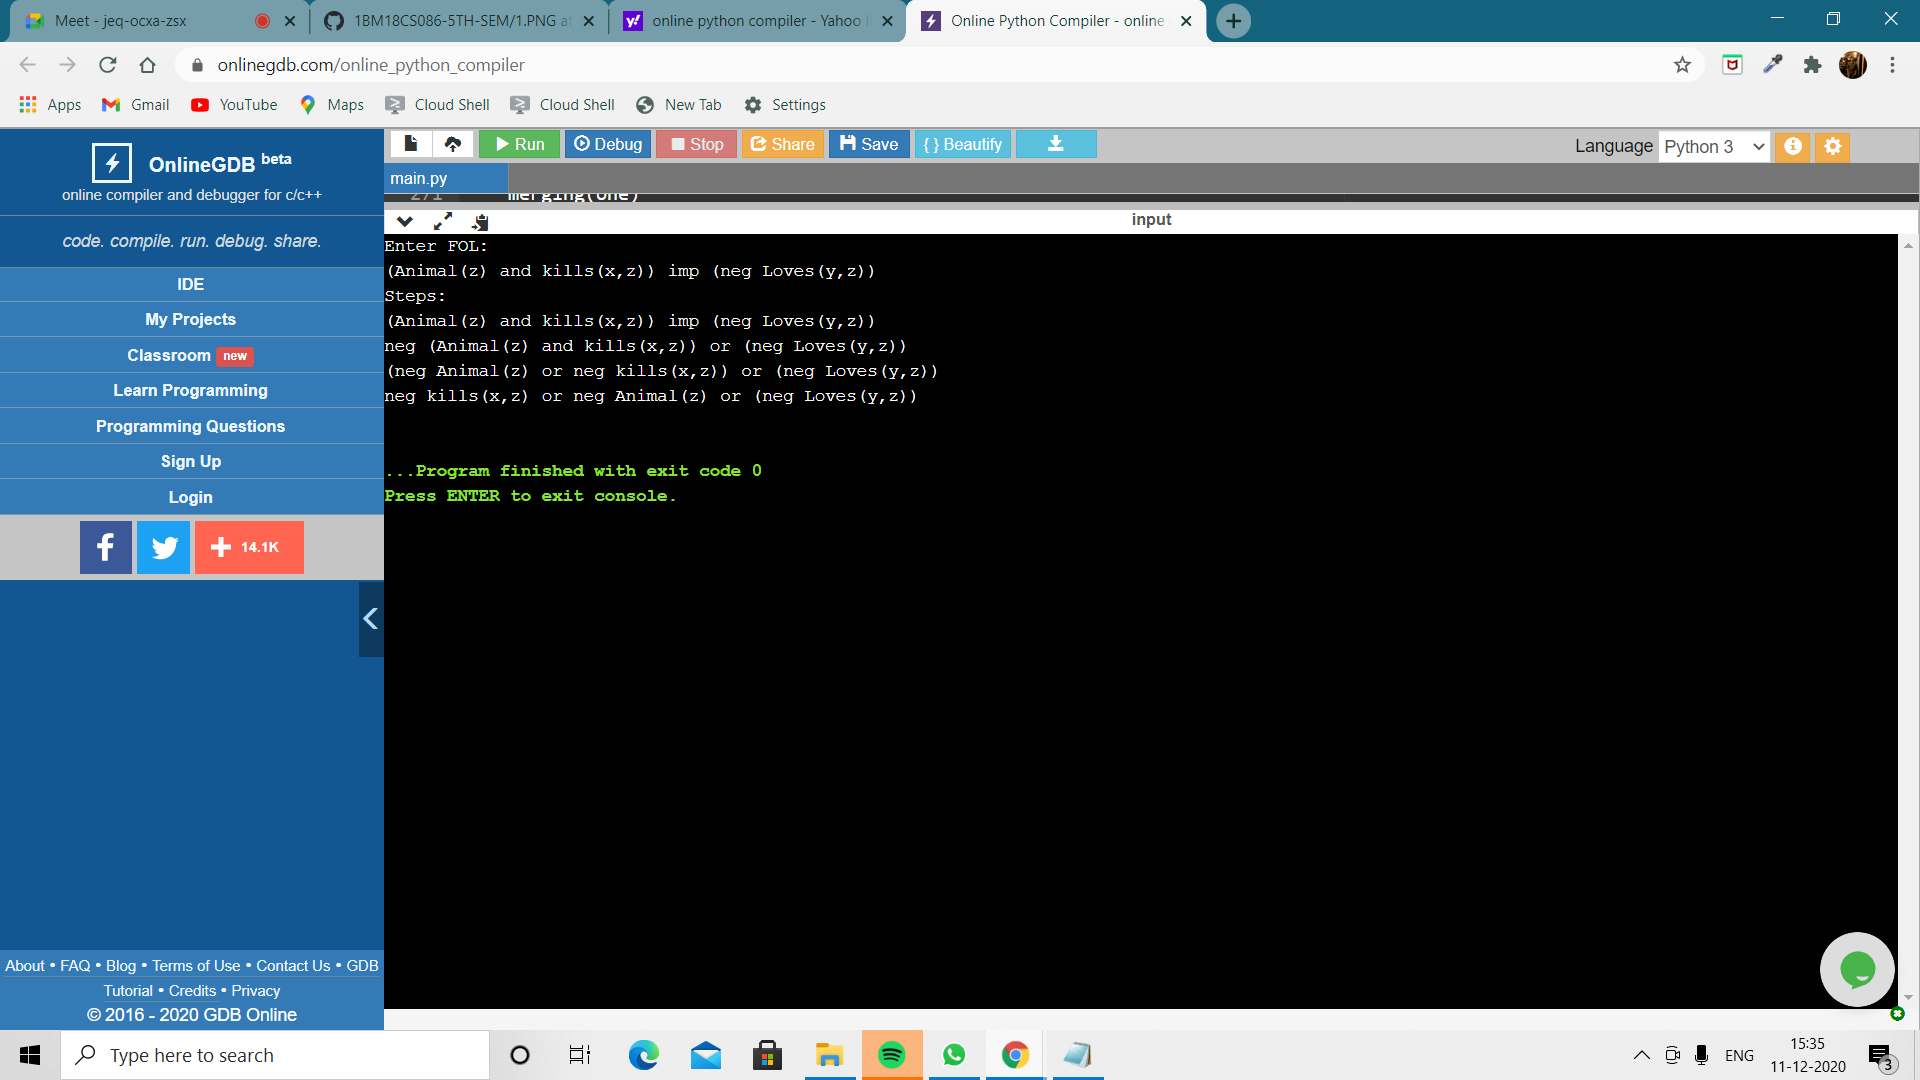 Meet - jeq-ocxa-zsx
1BM18CS086-5TH-SEM/1.PNG at
online python compiler - Yahoo
Online Python Compiler - online
onlinegdb.com/online_python_compiler
Apps Gmail YouTube Maps Cloud Shell Cloud Shell New Tab Settings
OnlineGDB beta
online compiler and debugger for c/c++
code. compile. run. debug. share.
IDE
My Projects
Classroom new
Learn Programming
Programming Questions
Sign Up
Login
14.1K
About • FAQ • Blog • Terms of Use • Contact Us • GDB
Tutorial • Credits • Privacy
© 2016 - 2020 GDB Online
Run Debug Stop Share Save { } Beautify
Language Python 3
main.py
271 merging(one)
input
Enter FOL:
(Animal(z) and kills(x,z)) imp (neg Loves(y,z))
Steps:
(Animal(z) and kills(x,z)) imp (neg Loves(y,z))
neg (Animal(z) and kills(x,z)) or (neg Loves(y,z))
(neg Animal(z) or neg kills(x,z)) or (neg Loves(y,z))
neg kills(x,z) or neg Animal(z) or (neg Loves(y,z))
...Program finished with exit code 0
Press ENTER to exit console.
Type here to search
ENG
15:35
11-12-2020
3